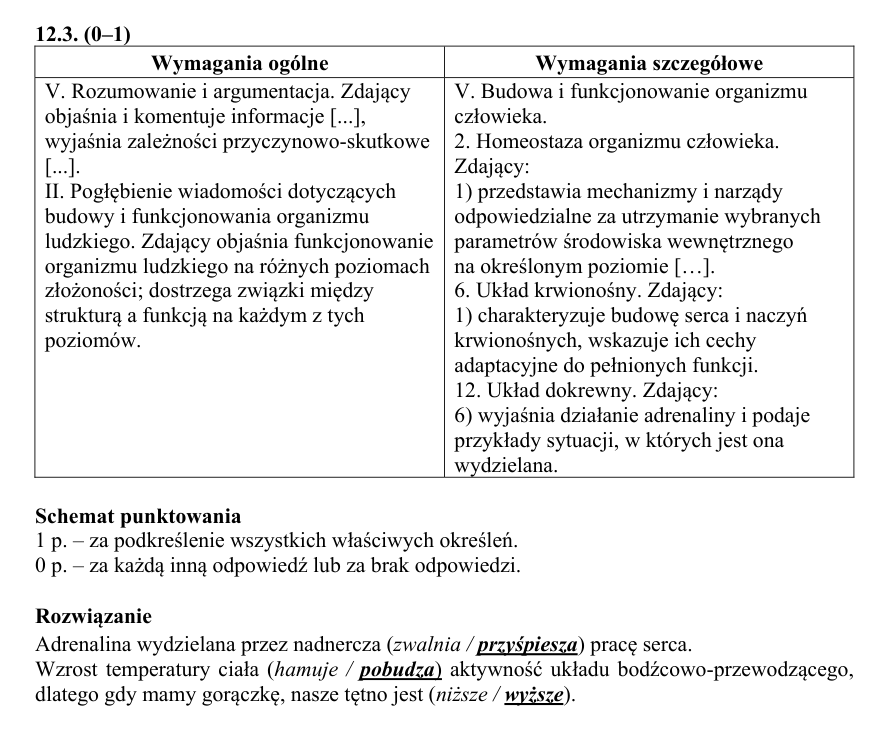 12.3. (0–1)
Wymagania ogólne
V. Rozumowanie i argumentacja. Zdający
objaśnia i komentuje informacje [...],
wyjaśnia zależności przyczynowo-skutkowe
[...].
II. Pogłębienie wiadomości dotyczących
budowy i funkcjonowania organizmu
ludzkiego. Zdający objaśnia funkcjonowanie
organizmu ludzkiego na różnych poziomach
złożoności; dostrzega związki między
strukturą a funkcją na każdym z tych
poziomów.
Wymagania szczegółowe
V. Budowa i funkcjonowanie organizmu
człowieka.
2. Homeostaza organizmu człowieka.
Zdający:
1) przedstawia mechanizmy i narządy
odpowiedzialne za utrzymanie wybranych
parametrów środowiska wewnętrznego
na określonym poziomie […].
6. Układ krwionośny. Zdający:
1) charakteryzuje budowę serca i naczyń
krwionośnych, wskazuje ich cechy
adaptacyjne do pełnionych funkcji.
12. Układ dokrewny. Zdający:
6) wyjaśnia działanie adrenaliny i podaje
przykłady sytuacji, w których jest ona
wydzielana.
Schemat punktowania
1 p. – za podkreślenie wszystkich właściwych określeń.
0 p. – za każdą inną odpowiedź lub za brak odpowiedzi.
Rozwiązanie
Adrenalina wydzielana przez nadnercza (zwalnia / przyśpiesza) pracę serca.
Wzrost temperatury ciała (hamuje / pobudza) aktywność układu bodźcowo-przewodzącego,
dlatego gdy mamy gorączkę, nasze tętno jest (niższe / wyższe).